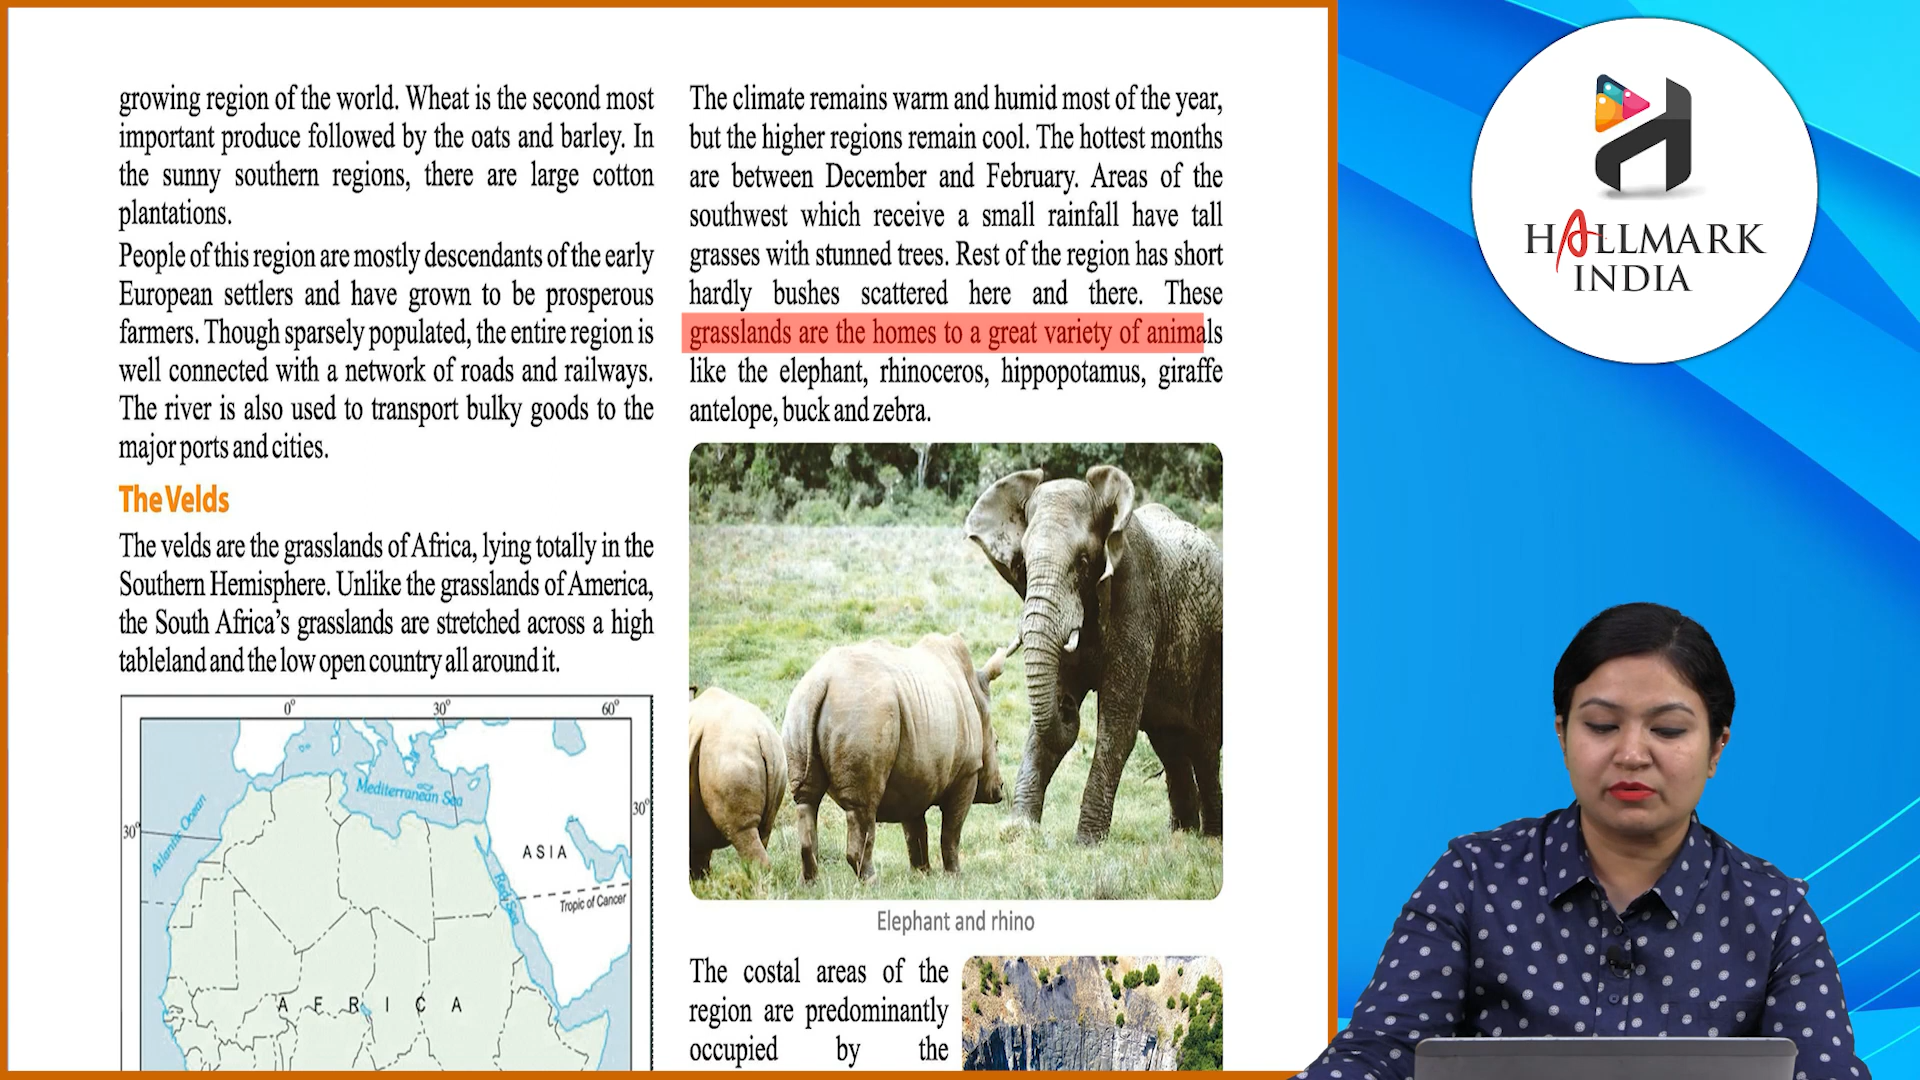 growing region of the world. Wheat is the second most
important produce followed by the oats and barley. In
the sunny southern regions, there are large cotton
plantations.
People of this region are mostly descendants of the early
European settlers and have grown to be prosperous
farmers. Though sparsely populated, the entire region is
well connected with a network of roads and railways.
The river is also used to transport bulky goods to the
major ports and cities.
The Velds
The velds are the grasslands of Africa, lying totally in the
Southern Hemisphere. Unlike the grasslands of America,
the South Africa's grasslands are stretched across a high
tableland and the low open country all around it.
0° 30° 60°
Mediterranean Sea
30°
30°
Atlantic Ocean
ASIA
Red Sea
Tropic of Cancer
AFRICA
The climate remains warm and humid most of the year,
but the higher regions remain cool. The hottest months
are between December and February. Areas of the
southwest which receive a small rainfall have tall
grasses with stunned trees. Rest of the region has short
hardly bushes scattered here and there. These
grasslands are the homes to a great variety of animals
like the elephant, rhinoceros, hippopotamus, giraffe
antelope, buck and zebra.
Elephant and rhino
The costal areas of the
region are predominantly
occupied by the
HALLMARK
INDIA